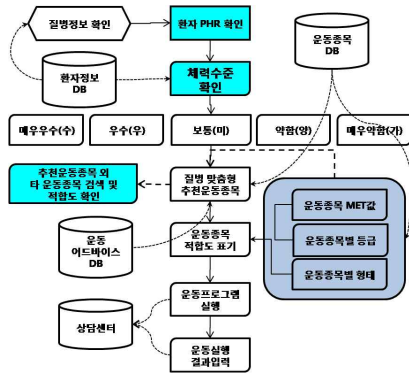 질병정보 확인
환자 PHR 확인
운동종목
DB
환자정보
DB
체력수준
확인
매우우수(수)
우수(우)
보통(미)
약함(양)
매우약함(가)
추천운동종목 외
타 운동종목 검색 및
적합도 확인
질병 맞춤형
추천운동종목
운동종목 MET값
운동
어드바이스
DB
운동종목
적합도 표기
운동종목별 등급
운동종목별 형태
운동프로그램
실행
상담센터
운동실행
결과입력